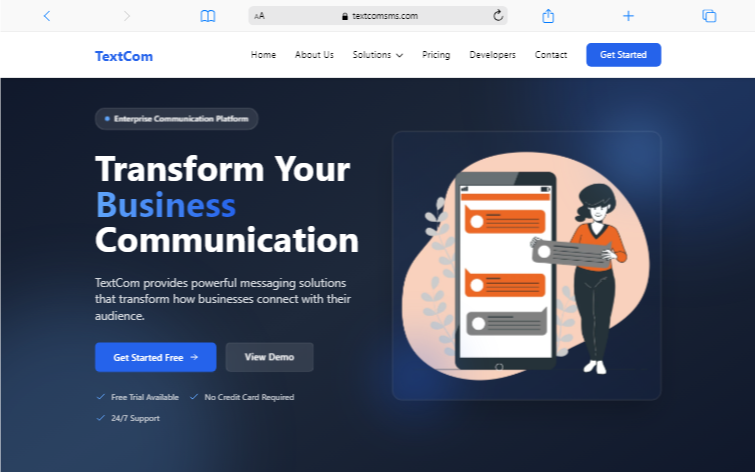 AA textcomsms.com
TextCom Home About Us Solutions Pricing Developers Contact Get Started
Enterprise Communication Platform
Transform Your
Business
Communication
TextCom provides powerful messaging solutions
that transform how businesses connect with their
audience.
Get Started Free → View Demo
Free Trial Available No Credit Card Required
24/7 Support